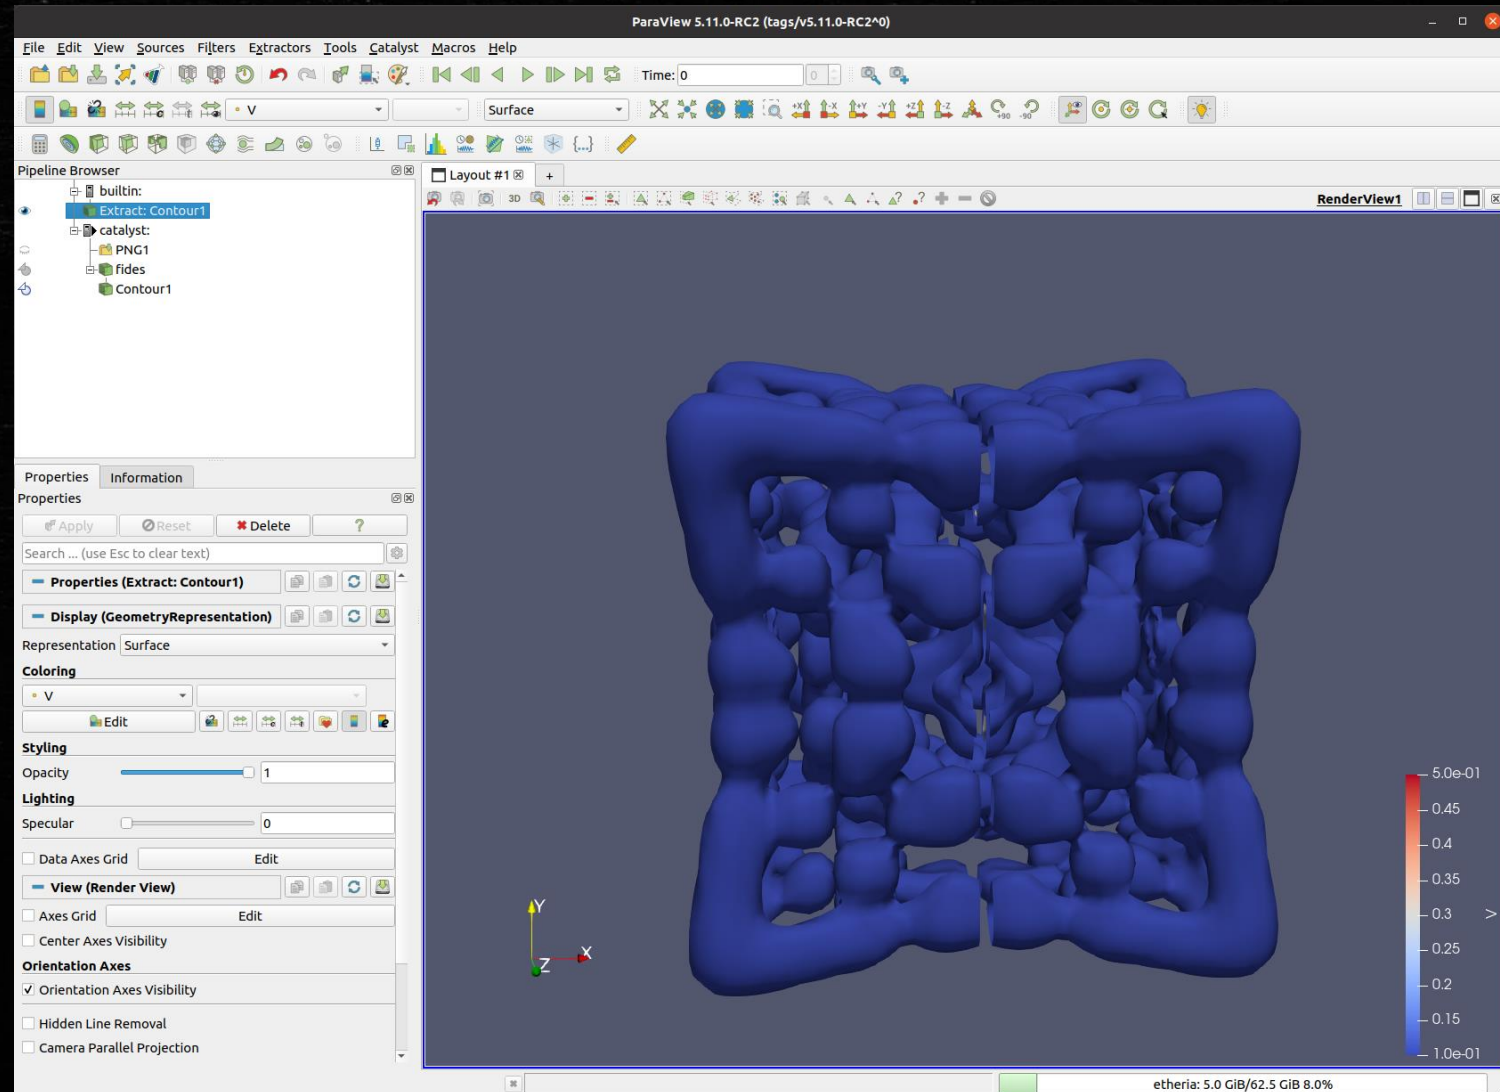 ParaView 5.11.0-RC2 (tags/v5.11.0-RC2^0)
File Edit View Sources Filters Extractors Tools Catalyst Macros Help
Time: 0 0
V Surface +X -X +Y -Y +Z -Z +90 -90
{...}
Pipeline Browser
builtin:
Extract: Contour1
catalyst:
PNG1
fides
Contour1
Layout #1 +
3D RenderView1
Properties Information
Properties
Apply Reset Delete ?
Search ... (use Esc to clear text)
Properties (Extract: Contour1)
Display (GeometryRepresentation)
Representation Surface
Coloring
V
Edit
Styling
Opacity 1
Lighting
Specular 0
Data Axes Grid Edit
View (Render View)
Axes Grid Edit
Center Axes Visibility
Orientation Axes
Orientation Axes Visibility
Hidden Line Removal
Camera Parallel Projection
Y
X
Z
5.0e-01
0.45
0.4
0.35
0.3
V
0.25
0.2
0.15
1.0e-01
etheria: 5.0 GiB/62.5 GiB 8.0%